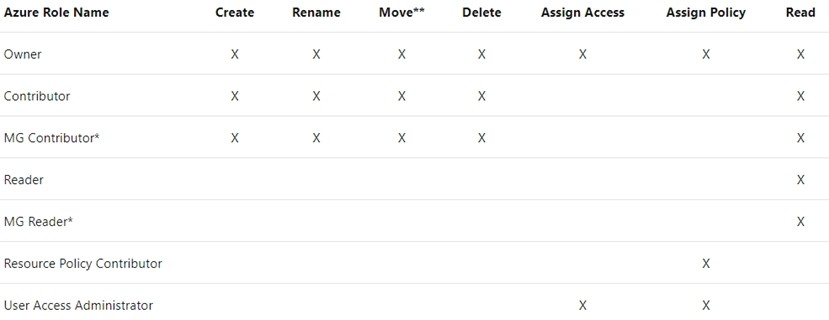 Azure Role Name Create Rename Move** Delete Assign Access Assign Policy Read
Owner X X X X X X X
Contributor X X X X X
MG Contributor* X X X X X
Reader X
MG Reader* X
Resource Policy Contributor X
User Access Administrator X X